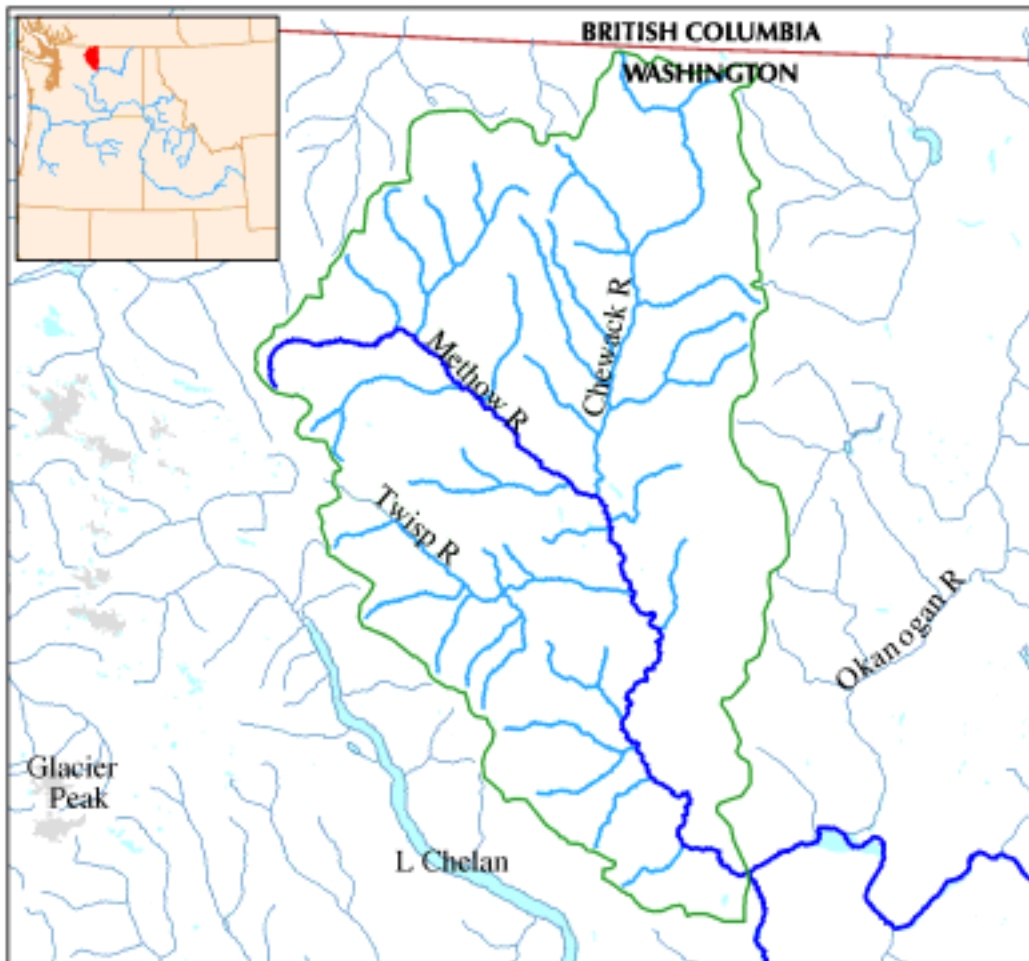 BRITISH COLUMBIA
WASHINGTON
Methow R
Chewack R
Twisp R
Okanogan R
Glacier
Peak
L Chelan